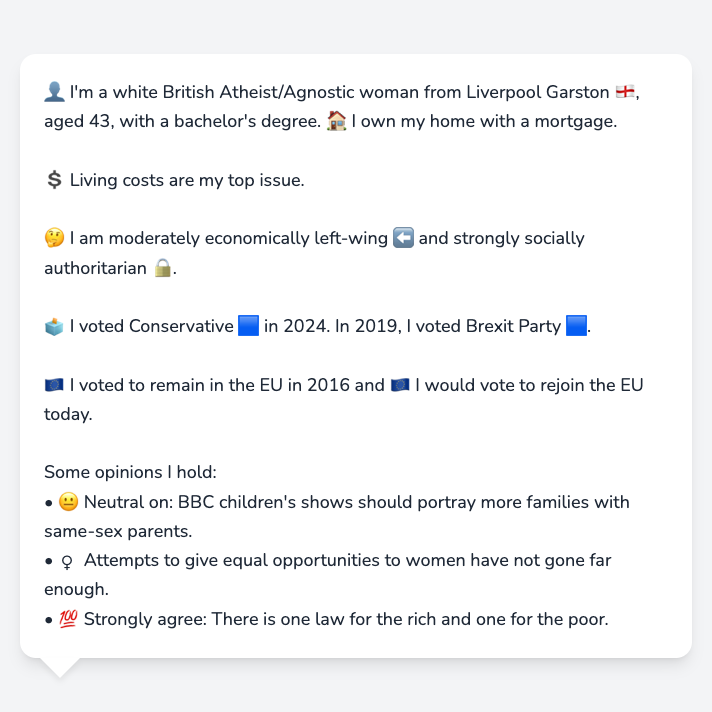 👤 I'm a white British Atheist/Agnostic woman from Liverpool Garston 🏴󠁧󠁢󠁥󠁮󠁧󠁿,
aged 43, with a bachelor's degree. 🏠 I own my home with a mortgage.
💲 Living costs are my top issue.
🤔 I am moderately economically left-wing ⬅️ and strongly socially
authoritarian 🔒.
🗳️ I voted Conservative 🟦 in 2024. In 2019, I voted Brexit Party 🟦.
🇪🇺 I voted to remain in the EU in 2016 and 🇪🇺 I would vote to rejoin the EU
today.
Some opinions I hold:
• 😐 Neutral on: BBC children's shows should portray more families with
same-sex parents.
• ♀ Attempts to give equal opportunities to women have not gone far
enough.
• 💯 Strongly agree: There is one law for the rich and one for the poor.